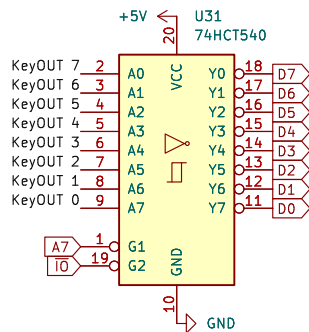 +5V U31
20 74HCT540
KeyOUT 7 2 A0 VCC Y0 18 D7
KeyOUT 6 3 A1 Y1 17 D6
KeyOUT 5 4 A2 Y2 16 D5
KeyOUT 4 5 A3 Y3 15 D4
KeyOUT 3 6 A4 Y4 14 D3
KeyOUT 2 7 A5 Y5 13 D2
KeyOUT 1 8 A6 Y6 12 D1
KeyOUT 0 9 A7 Y7 11 D0
A7 1 G1 GND
IO 19 G2
10 GND